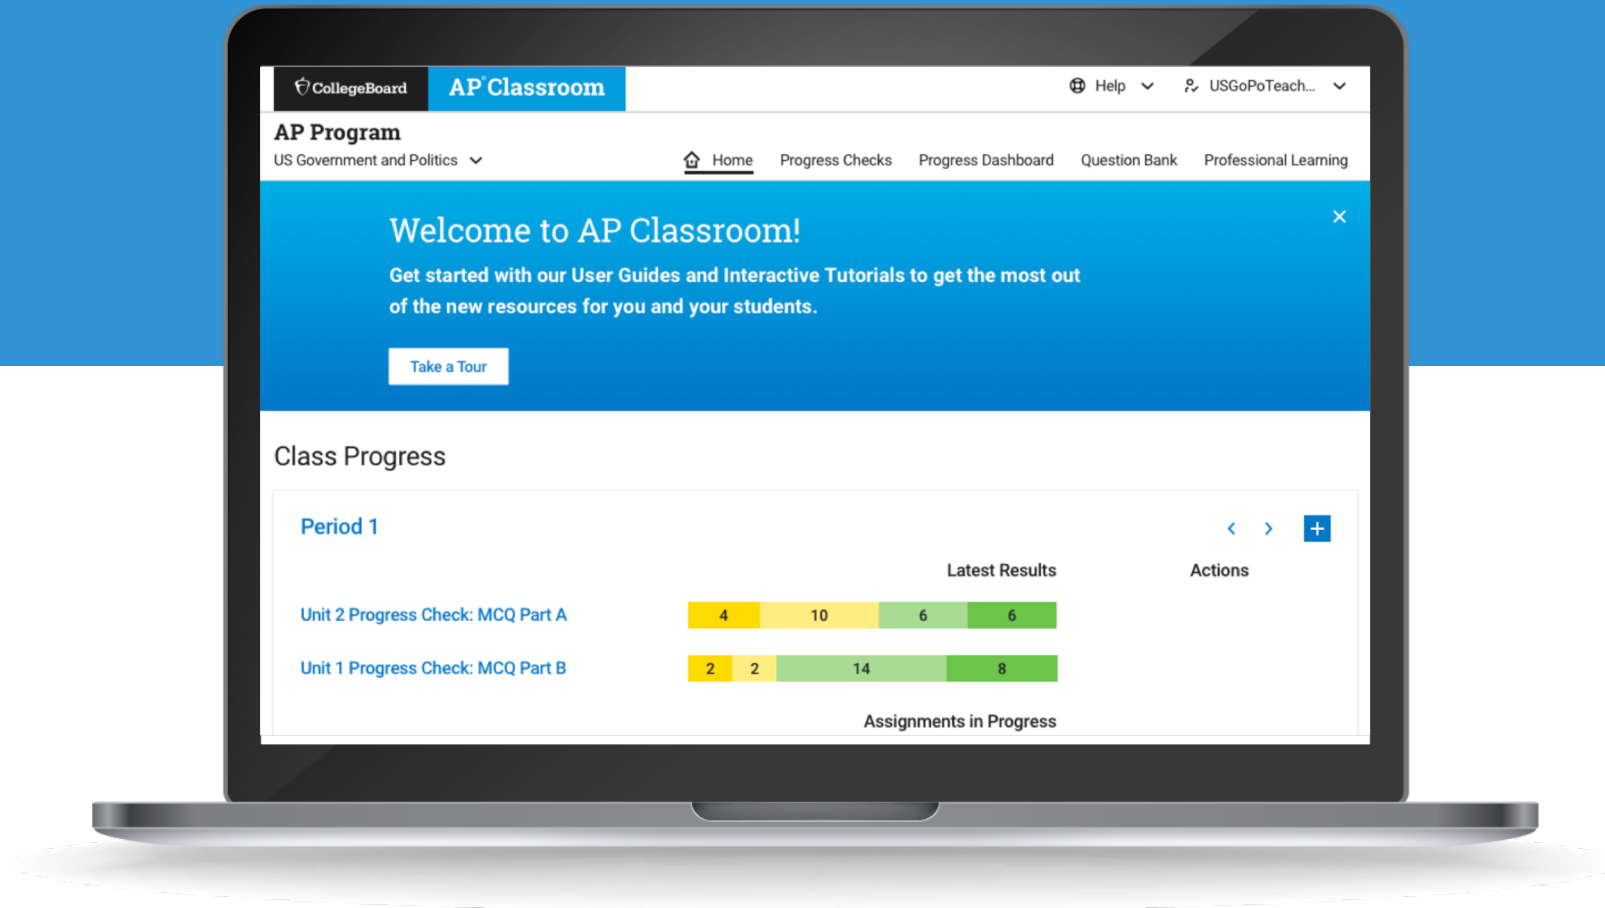 CollegeBoard AP® Classroom Help USGoPoTeach...
AP Program
US Government and Politics Home Progress Checks Progress Dashboard Question Bank Professional Learning
Welcome to AP Classroom!
Get started with our User Guides and Interactive Tutorials to get the most out
of the new resources for you and your students.
Take a Tour
Class Progress
Period 1
Latest Results Actions
Unit 2 Progress Check: MCQ Part A 4 10 6 6
Unit 1 Progress Check: MCQ Part B 2 2 14 8
Assignments in Progress